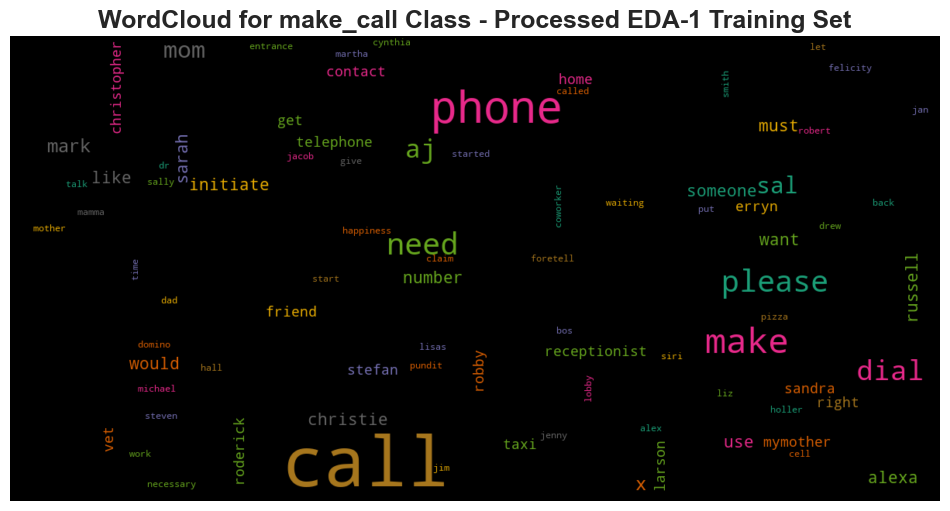 WordCloud for make_call Class - Processed EDA-1 Training Set
entrance
cynthia
let
mom
martha
christopher
contact
home
felicity
called
smith
phone
jan
get
must
robert
telephone
aj
mark
sarah
jacob
give
started
dr
like
talk
sally
initiate
someone
sal
coworker
waiting
put
erryn
back
mamma
mother
happiness
drew
need
want
claim
foretell
time
start
number
please
russell
dad
friend
pizza
bos
make
domino
lisas
receptionist
siri
would
hall
stefan
pundit
robby
dial
michael
lobby
liz
sandra
right
holler
steven
christie
roderick
vet
alex
jenny
taxi
use
mymother
work
call
jim
cell
larson
necessary
x
alexa